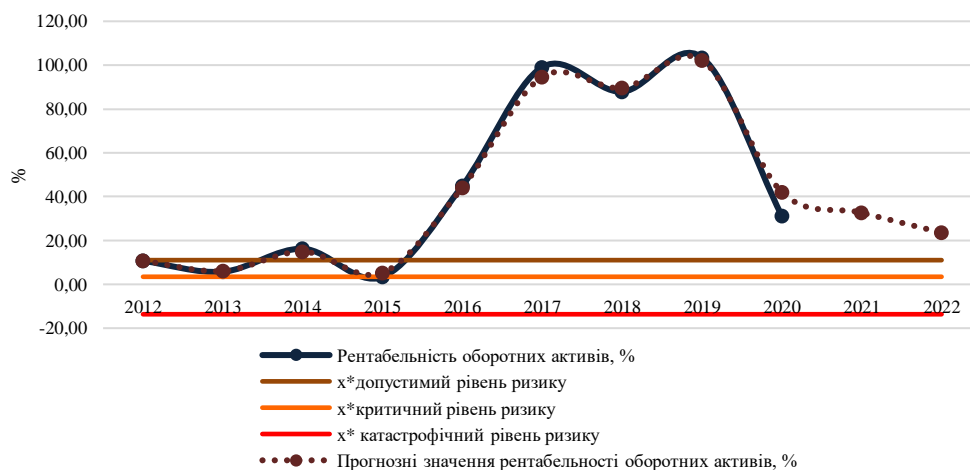 120,00
100,00
80,00
60,00
40,00
20,00
0,00
-20,00
%
2012 2013 2014 2015 2016 2017 2018 2019 2020 2021 2022
Рентабельність оборотних активів, %
x*допустимий рівень ризику
x*критичний рівень ризику
x* катастрофічний рівень ризику
Прогнозні значення рентабельності оборотних активів, %